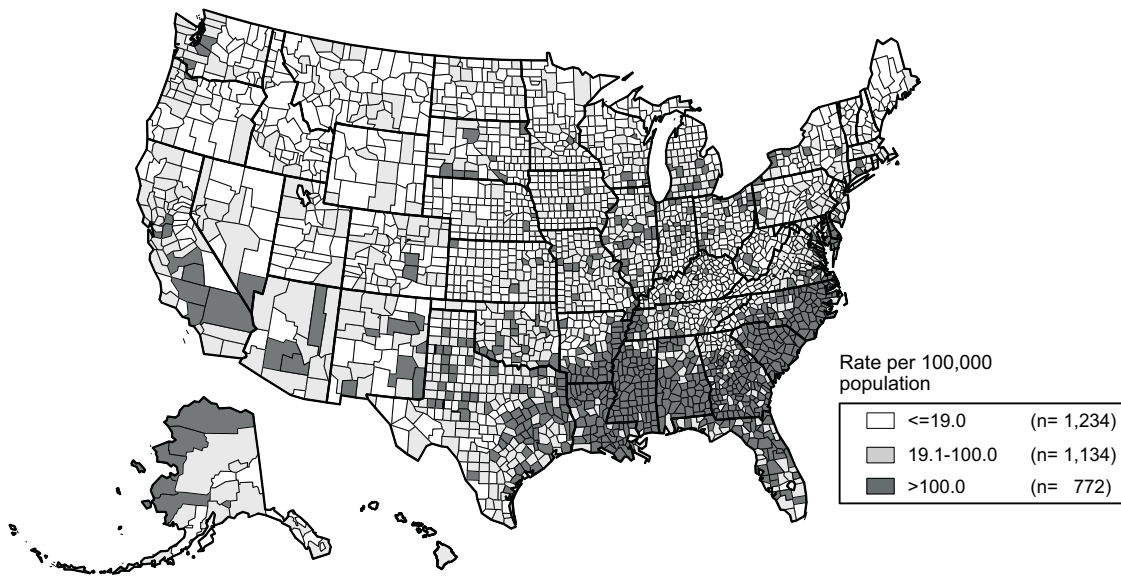 Rate per 100,000
population
<=19.0 (n= 1,234)
19.1-100.0 (n= 1,134)
>100.0 (n= 772)